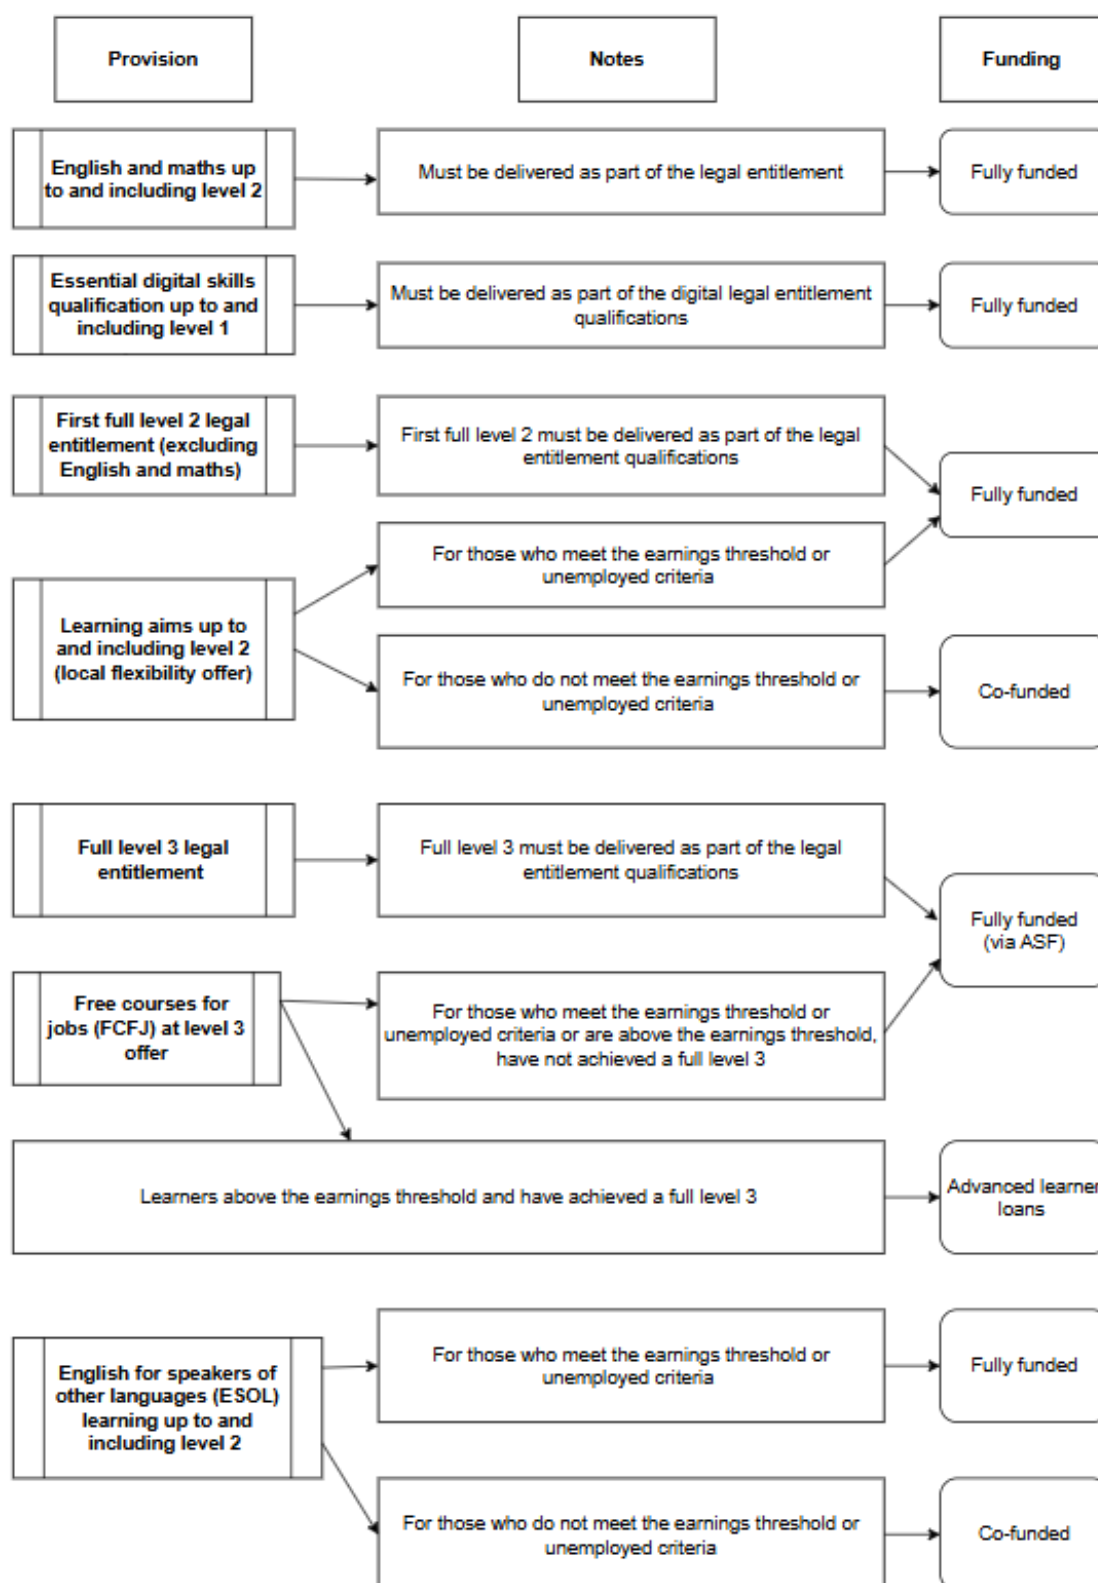 Provision
Notes
Funding
English and maths up
to and including level 2
Must be delivered as part of the legal entitlement
Fully funded
Essential digital skills
qualification up to and
including level 1
Must be delivered as part of the digital legal entitlement
qualifications
Fully funded
First full level 2 legal
entitlement (excluding
English and maths)
First full level 2 must be delivered as part of the legal
entitlement qualifications
Fully funded
Learning aims up to
and including level 2
(local flexibility offer)
For those who meet the earnings threshold or
unemployed criteria
For those who do not meet the earnings threshold or
unemployed criteria
Co-funded
Full level 3 legal
entitlement
Full level 3 must be delivered as part of the legal
entitlement qualifications
Fully funded
(via ASF)
Free courses for
jobs (FCFJ) at level 3
offer
For those who meet the earnings threshold or
unemployed criteria or are above the earnings threshold,
have not achieved a full level 3
Learners above the earnings threshold and have achieved a full level 3
Advanced learner
loans
English for speakers of
other languages (ESOL)
learning up to and
including level 2
For those who meet the earnings threshold or
unemployed criteria
Fully funded
For those who do not meet the earnings threshold or
unemployed criteria
Co-funded